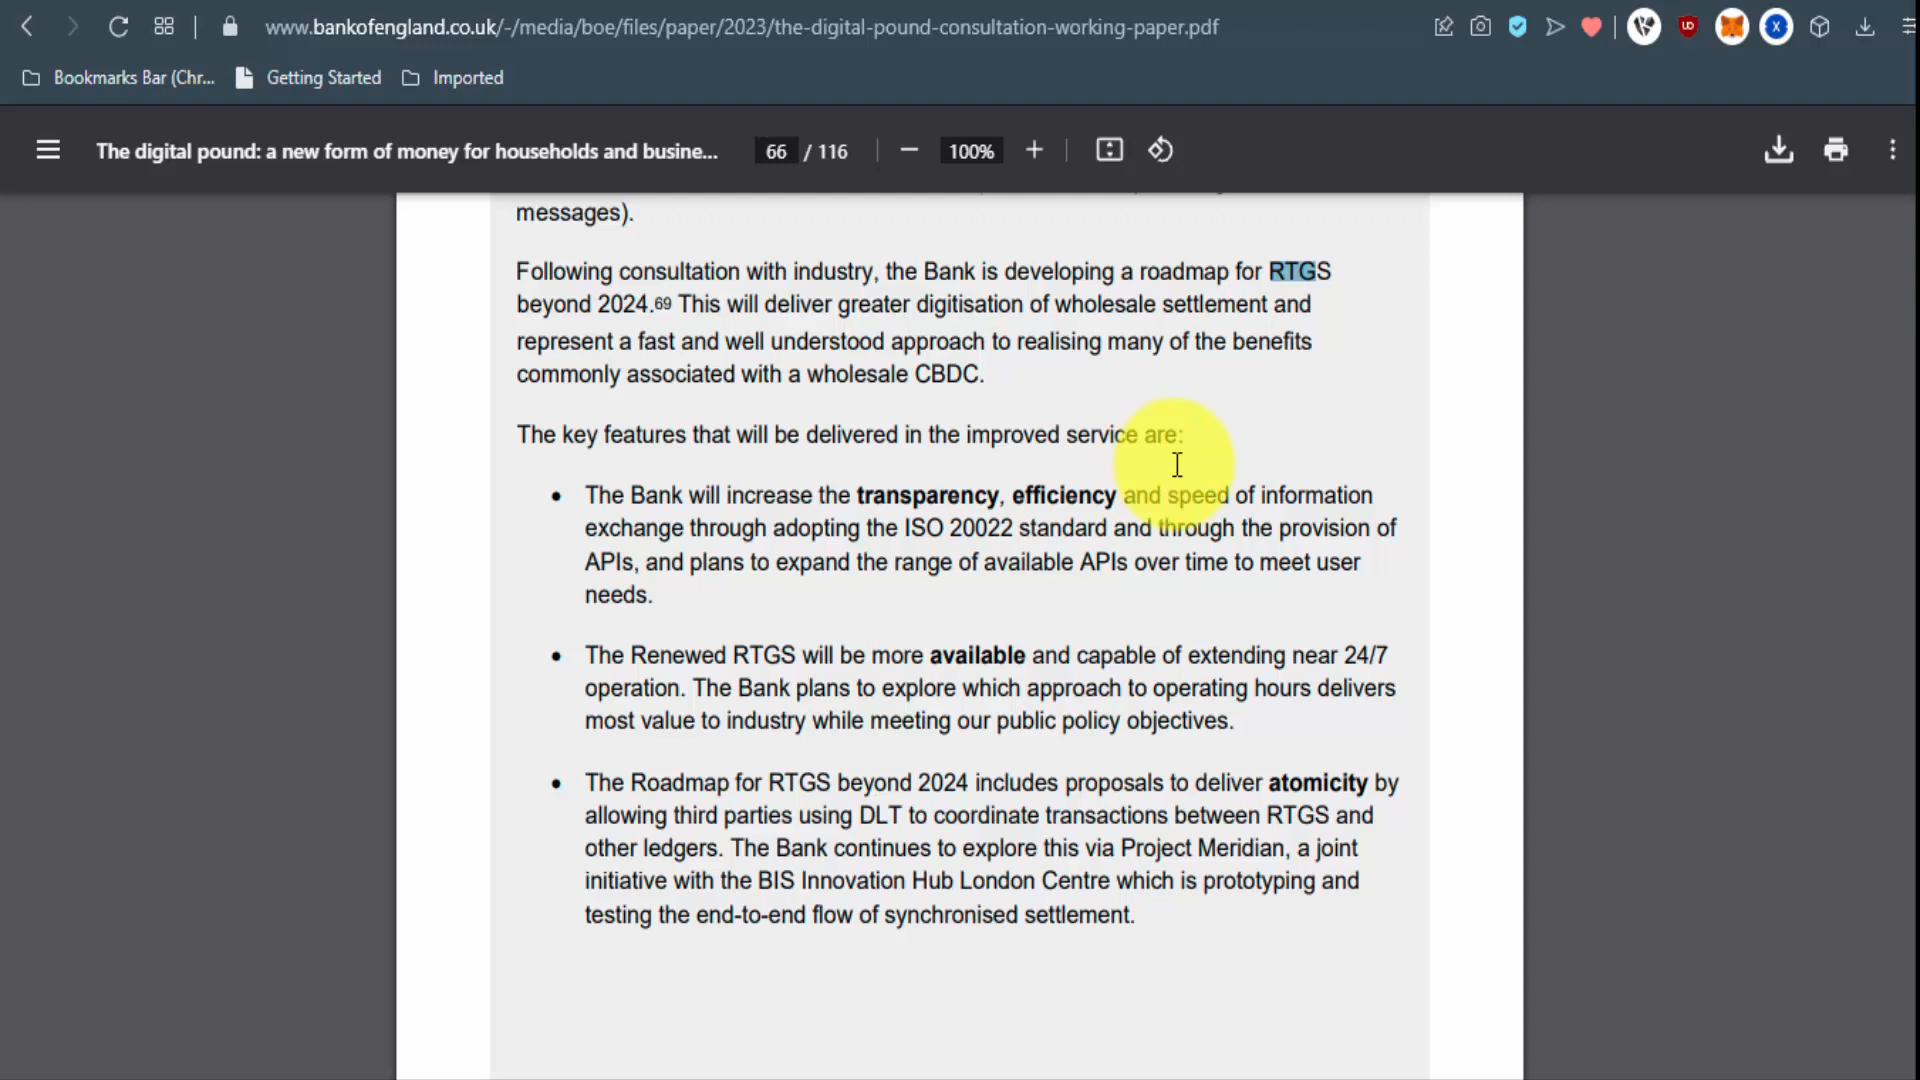 www.bankofengland.co.uk/-/media/boe/files/paper/2023/the-digital-pound-consultation-working-paper.pdf
Bookmarks Bar (Chr... Getting Started Imported
The digital pound: a new form of money for households and busine... 66 / 116 − 100% +
messages).
Following consultation with industry, the Bank is developing a roadmap for RTGS
beyond 2024.69 This will deliver greater digitisation of wholesale settlement and
represent a fast and well understood approach to realising many of the benefits
commonly associated with a wholesale CBDC.
The key features that will be delivered in the improved service are:
• The Bank will increase the transparency, efficiency and speed of information
exchange through adopting the ISO 20022 standard and through the provision of
APIs, and plans to expand the range of available APIs over time to meet user
needs.
• The Renewed RTGS will be more available and capable of extending near 24/7
operation. The Bank plans to explore which approach to operating hours delivers
most value to industry while meeting our public policy objectives.
• The Roadmap for RTGS beyond 2024 includes proposals to deliver atomicity by
allowing third parties using DLT to coordinate transactions between RTGS and
other ledgers. The Bank continues to explore this via Project Meridian, a joint
initiative with the BIS Innovation Hub London Centre which is prototyping and
testing the end-to-end flow of synchronised settlement.